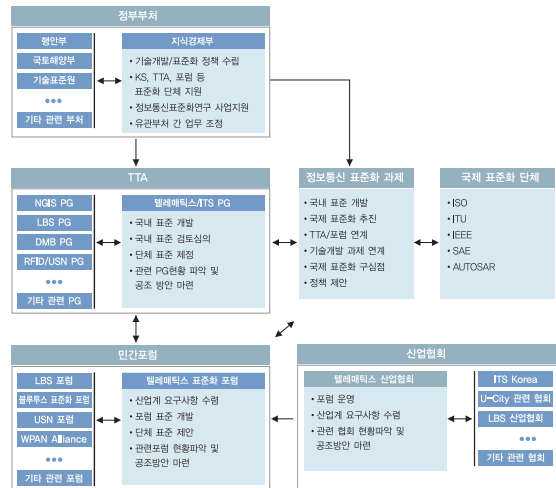 정부부처
행안부
국토해양부
기술표준원
•••
기타 관련 부처
지식경제부
• 기술개발/표준화 정책 수립
• KS, TTA, 포럼 등
표준화 단체 지원
• 정보통신표준화연구 사업지원
• 유관부처 간 업무 조정
TTA
NGIS PG
LBS PG
DMB PG
RFID/USN PG
•••
기타 관련 PG
텔레매틱스/ITS PG
• 국내 표준 개발
• 국내 표준 검토심의
• 단체 표준 제정
• 관련 PG현황 파악 및
공조 방안 마련
정보통신 표준화 과제
• 국내 표준 개발
• 국제 표준화 추진
• TTA/포럼 연계
• 기술개발 과제 연계
• 국제 표준화 구심점
• 정책 제안
국제 표준화 단체
• ISO
• ITU
• IEEE
• SAE
• AUTOSAR
민간포럼
LBS 포럼
블루투스 표준화 포럼
USN 포럼
WPAN Alliance
•••
기타 관련 포럼
텔레매틱스 표준화 포럼
• 산업계 요구사항 수렴
• 포럼 표준 개발
• 단체 표준 제안
• 관련포럼 현황파악 및
공조방안 마련
산업협회
텔레매틱스 산업협회
• 포럼 운영
• 산업계 요구사항 수렴
• 관련 협회 현황파악 및
공조방안 마련
ITS Korea
U-City 관련 협회
LBS 산업협회
•••
기타 관련 협회